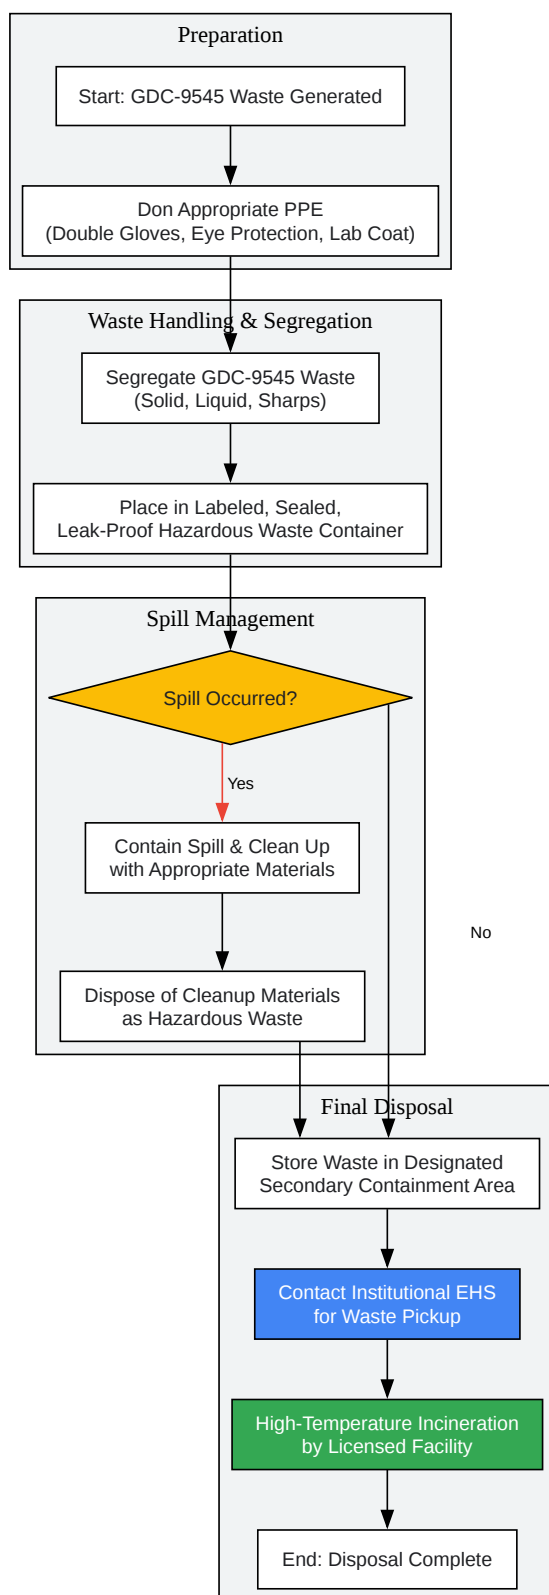 Preparation
Start: GDC-9545 Waste Generated
Don Appropriate PPE
(Double Gloves, Eye Protection, Lab Coat)
Waste Handling & Segregation
Segregate GDC-9545 Waste
(Solid, Liquid, Sharps)
Place in Labeled, Sealed,
Leak-Proof Hazardous Waste Container
Spill Management
Spill Occurred?
Yes
Contain Spill & Clean Up
with Appropriate Materials
No
Dispose of Cleanup Materials
as Hazardous Waste
Final Disposal
Store Waste in Designated
Secondary Containment Area
Contact Institutional EHS
for Waste Pickup
High-Temperature Incineration
by Licensed Facility
End: Disposal Complete